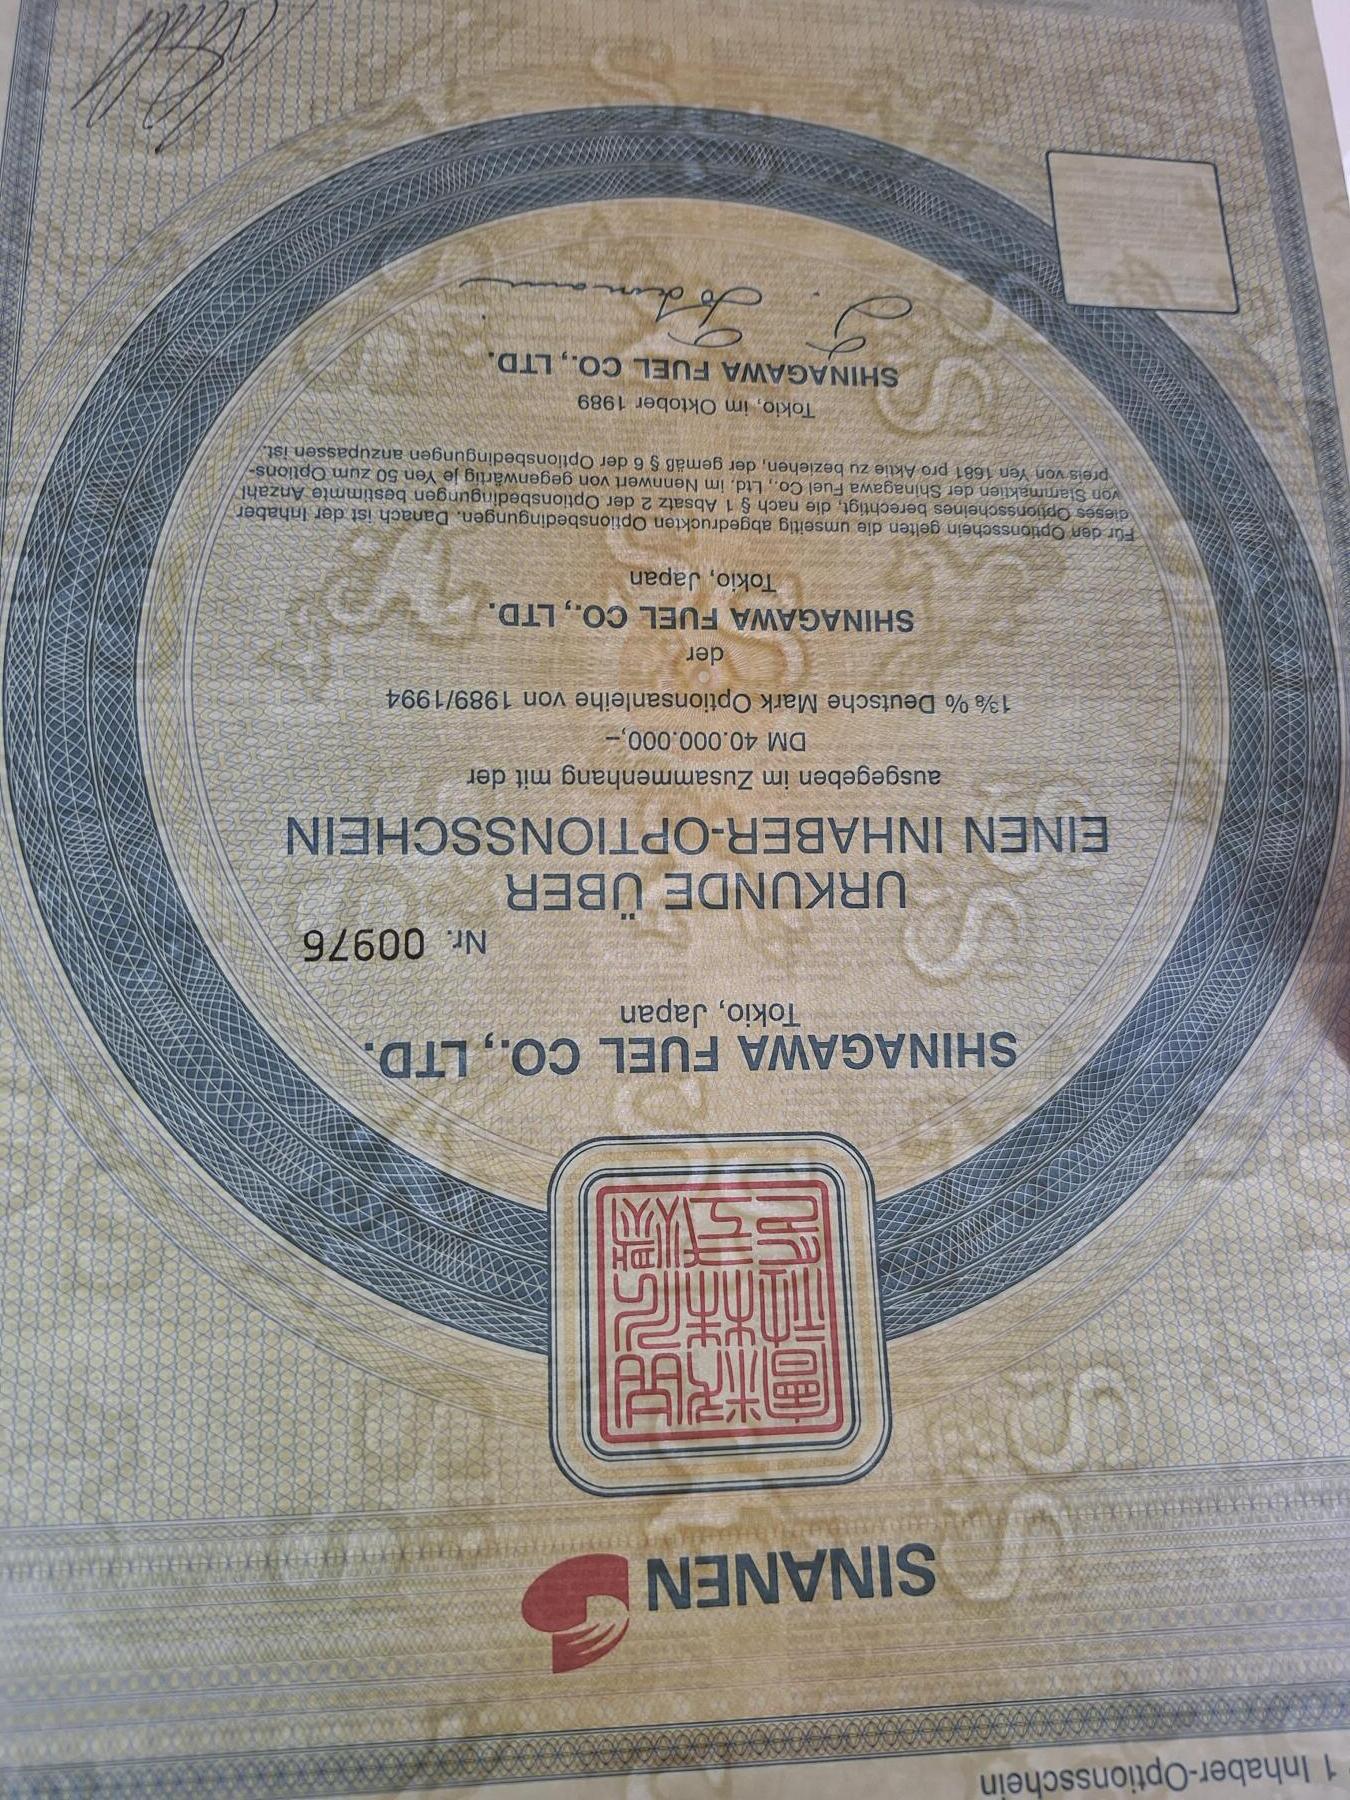 1 Inhaber-Optionsschein
SINANEN
SHINAGAWA FUEL CO., LTD.
Tokio, Japan
Nr. 00976
URKUNDE ÜBER
EINEN INHABER-OPTIONSSCHEIN
ausgegeben im Zusammenhang mit der
DM 40.000.000,–
1⅜ % Deutsche Mark Optionsanleihe von 1989/1994
der
SHINAGAWA FUEL CO., LTD.
Tokio, Japan
Für den Optionsschein gelten die umseitig abgedruckten Optionsbedingungen. Danach ist der Inhaber
dieses Optionsscheines berechtigt, die nach § 1 Absatz 2 der Optionsbedingungen bestimmte Anzahl
von Stammaktien der Shinagawa Fuel Co., Ltd. im Nennwert von gegenwärtig je Yen 50 zum Options-
preis von Yen 1681 pro Aktie zu beziehen, der gemäß § 6 der Optionsbedingungen anzupassen ist.
Tokio, im Oktober 1989
SHINAGAWA FUEL CO., LTD.